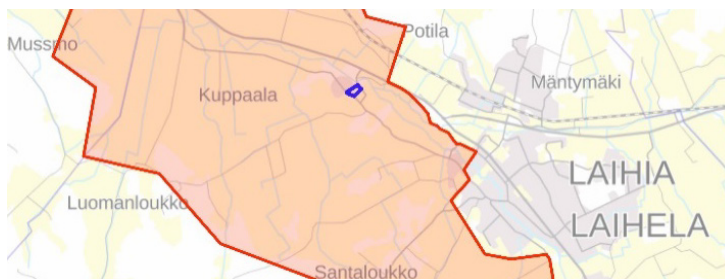 Potila
Mussmo
Mäntymäki
Kuppaala
LAIHIA
Luomanloukko
LAIHELA
Santaloukko